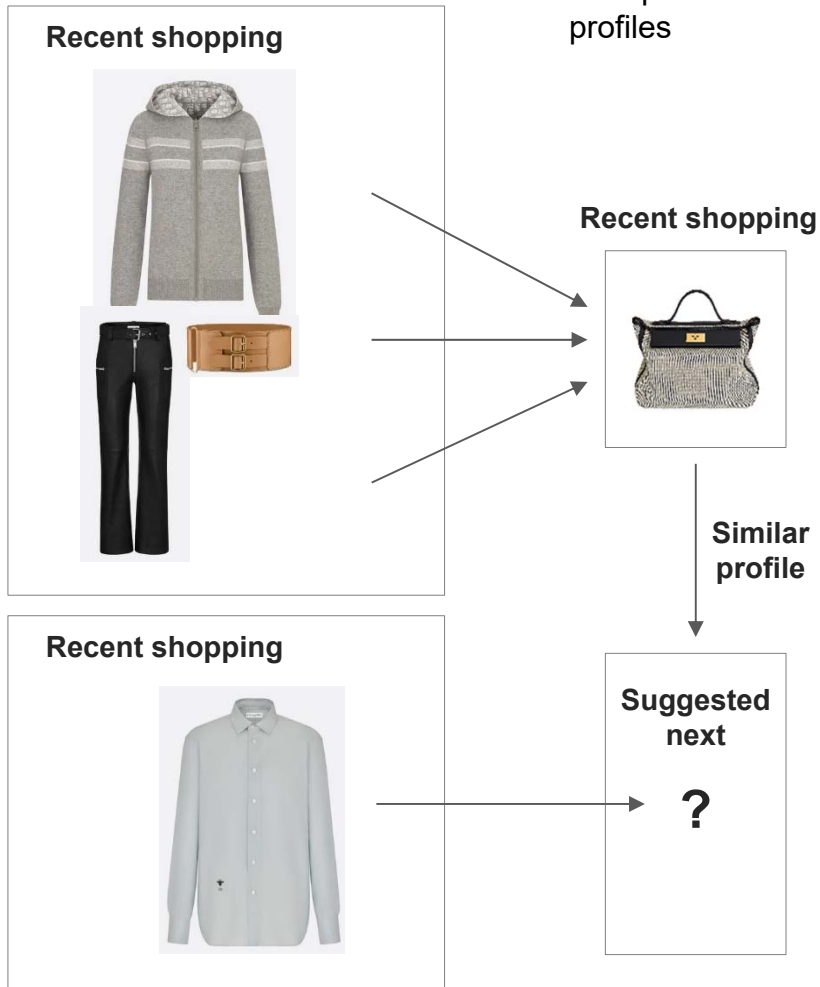 profiles
Recent shopping
Recent shopping
Similar
profile
Recent shopping
Suggested
next
?